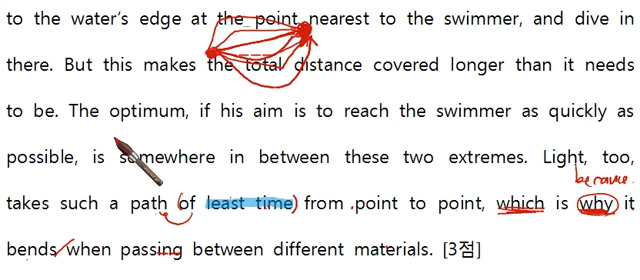 to the water's edge at the point nearest to the swimmer, and dive in
there. But this makes the total distance covered longer than it needs
to be. The optimum, if his aim is to reach the swimmer as quickly as
possible, is somewhere in between these two extremes. Light, too,
because.
takes such a path (of least time) from point to point, which is why it
bends when passing between different materials. [3점]